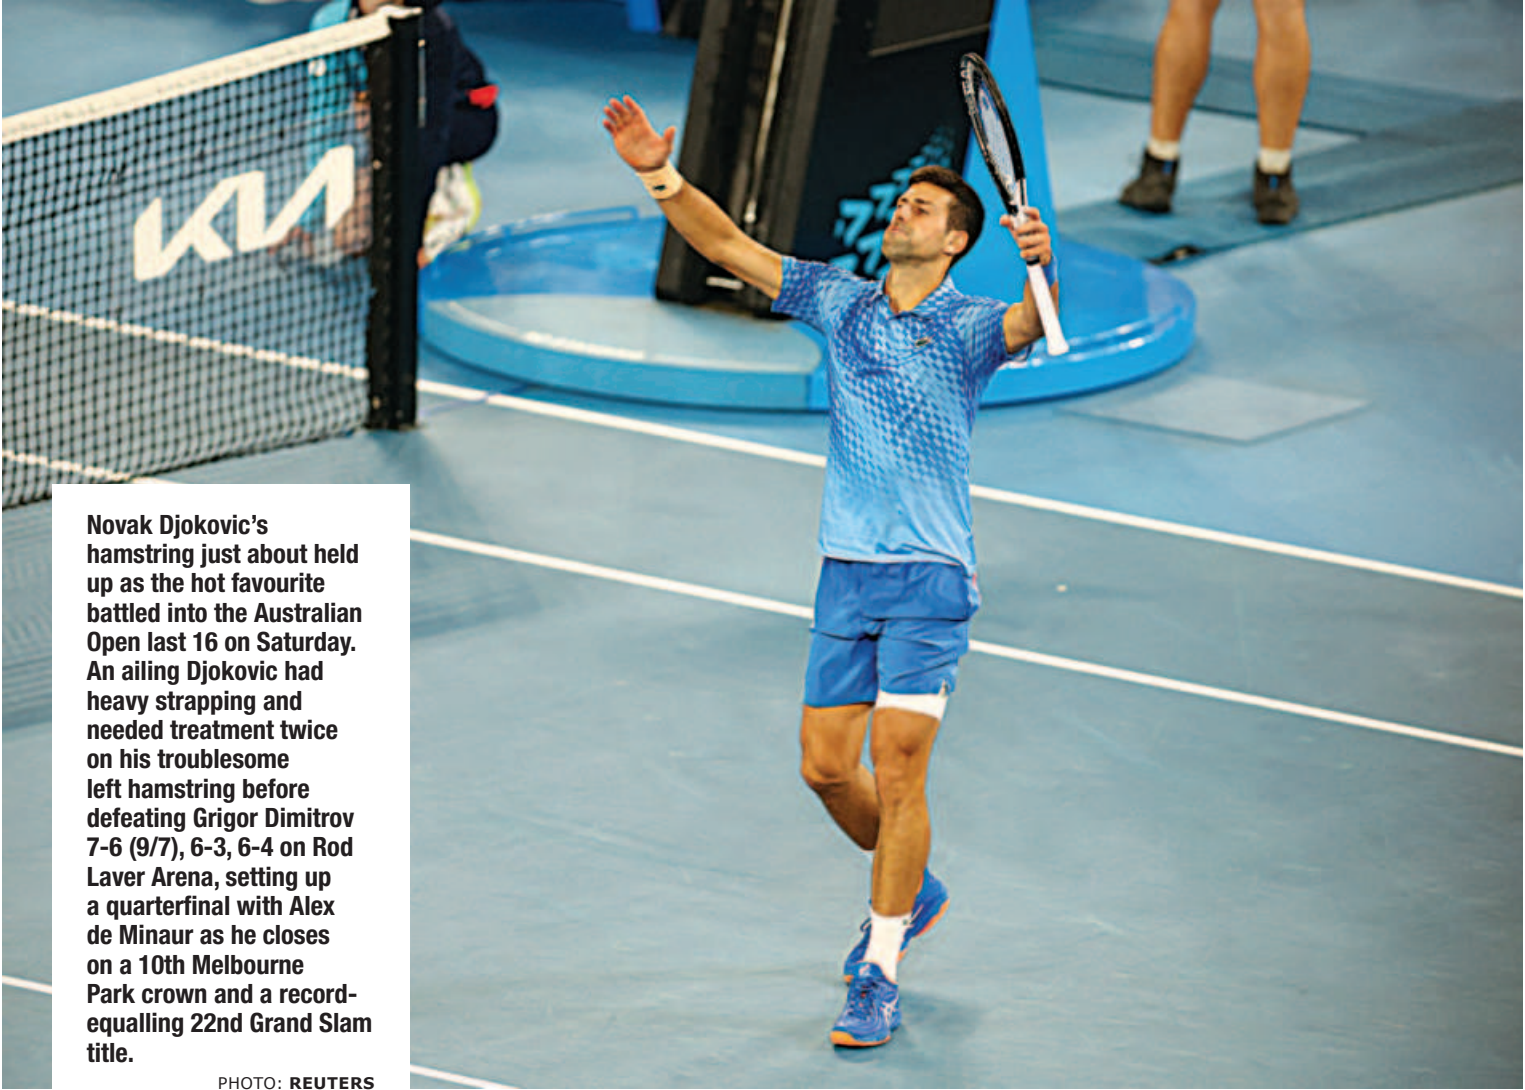 KIA
Novak Djokovic’s
hamstring just about held
up as the hot favourite
battled into the Australian
Open last 16 on Saturday.
An ailing Djokovic had
heavy strapping and
needed treatment twice
on his troublesome
left hamstring before
defeating Grigor Dimitrov
7-6 (9/7), 6-3, 6-4 on Rod
Laver Arena, setting up
a quarterfinal with Alex
de Minaur as he closes
on a 10th Melbourne
Park crown and a record-
equalling 22nd Grand Slam
title.
PHOTO: REUTERS